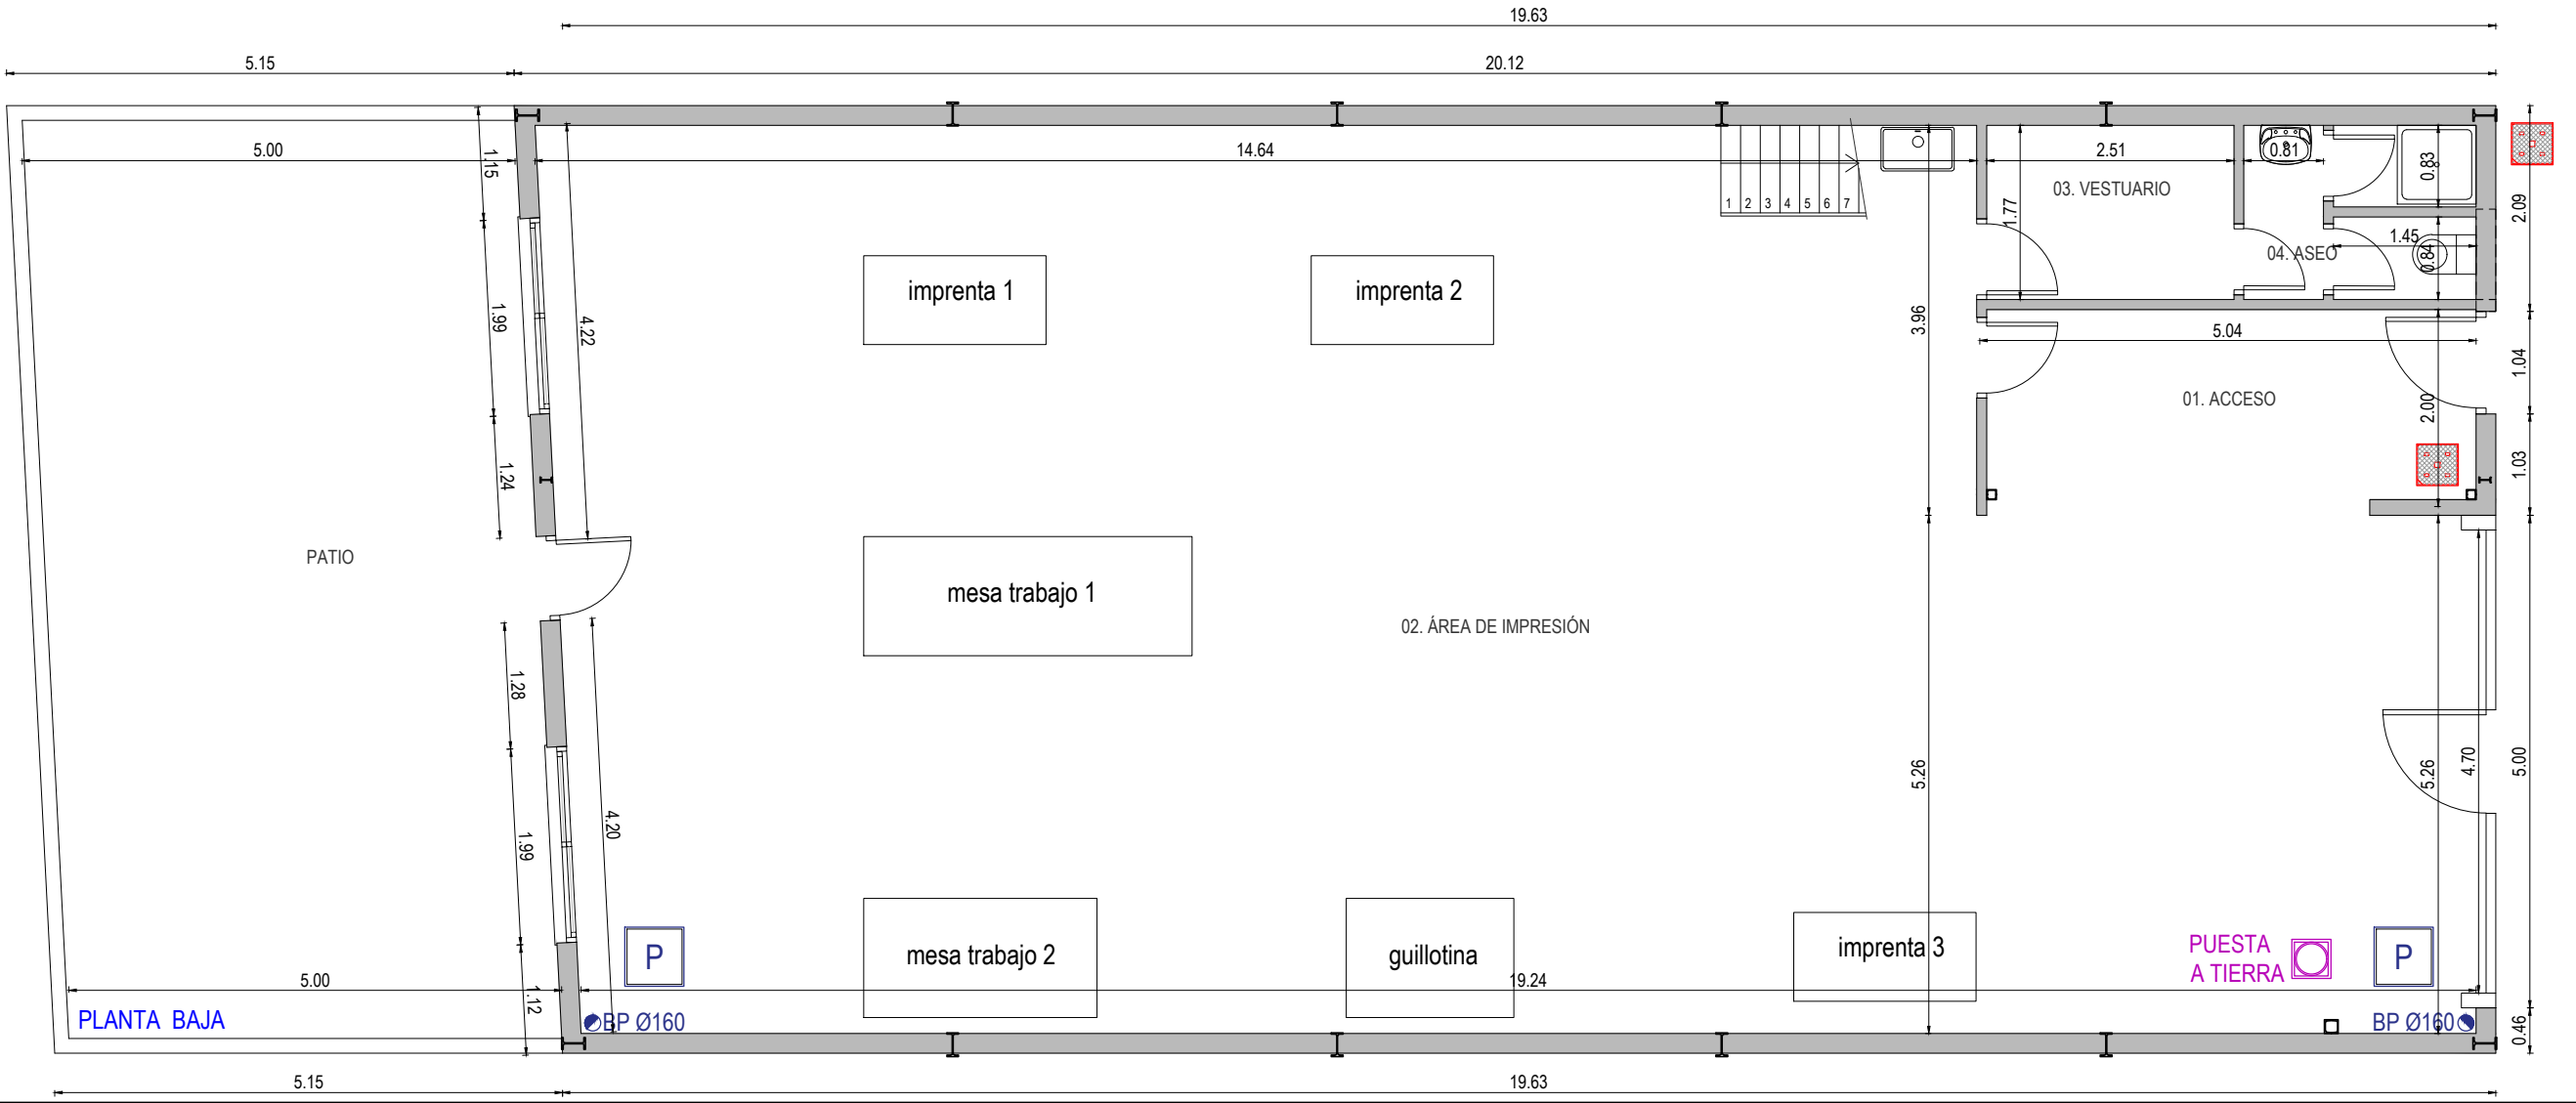 19.63
5.15
20.12
5.00
1.15
14.64
2.51
0.81
0.83
03. VESTUARIO
1.77
2.09
1 2 3 4 5 6 7
04. ASEO
1.45
0.84
imprenta 1
imprenta 2
1.99
4.22
3.96
5.04
1.04
01. ACCESO
2.00
1.24
1.03
PATIO
mesa trabajo 1
02. ÁREA DE IMPRESIÓN
1.28
4.20
1.99
5.26
5.26
4.70
5.00
P
mesa trabajo 2
guillotina
imprenta 3
PUESTA
A TIERRA
P
5.00
19.24
1.12
PLANTA BAJA
BP Ø160
BP Ø160
0.46
5.15
19.63